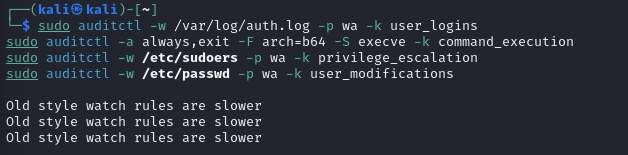 ┌──(kali㉿kali)-[~]
└─$ sudo auditctl -w /var/log/auth.log -p wa -k user_logins
sudo auditctl -a always,exit -F arch=b64 -S execve -k command_execution
sudo auditctl -w /etc/sudoers -p wa -k privilege_escalation
sudo auditctl -w /etc/passwd -p wa -k user_modifications
Old style watch rules are slower
Old style watch rules are slower
Old style watch rules are slower